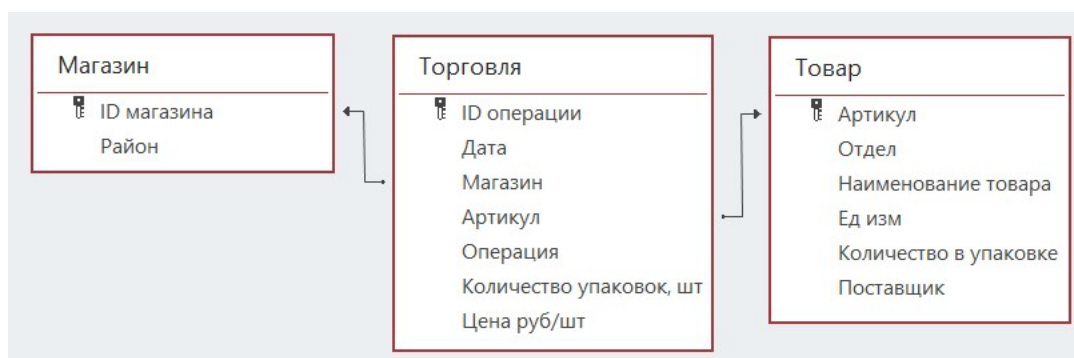 Магазин
ID магазина
Район
Торговля
ID операции
Дата
Магазин
Артикул
Операция
Количество упаковок, шт
Цена руб/шт
Товар
Артикул
Отдел
Наименование товара
Ед изм
Количество в упаковке
Поставщик